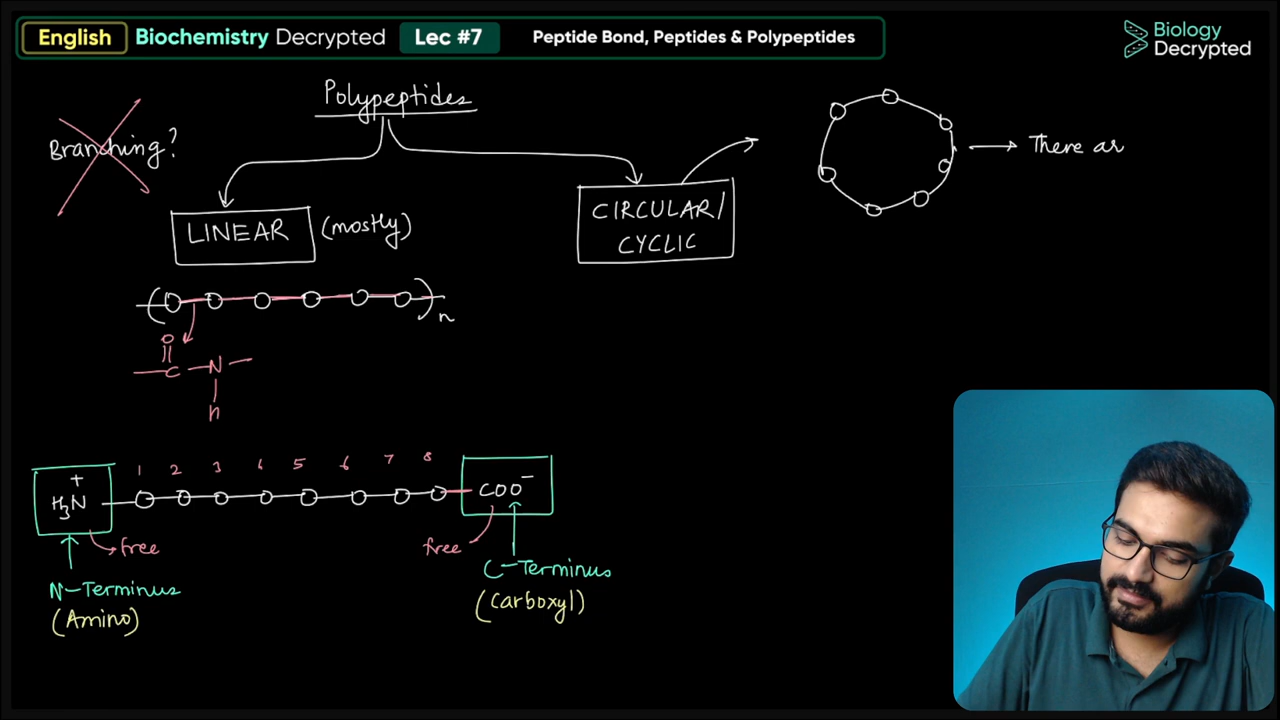 English Biochemistry Decrypted Lec #7 Peptide Bond, Peptides & Polypeptides
Biology
Decrypted
Polypeptides
Branching?
LINEAR (mostly)
CIRCULAR/
CYCLIC
There ar
n
O
C N
H
1 2 3 4 5 6 7 8
+
H3N
COO−
free
free
N-Terminus
(Amino)
C-Terminus
(Carboxyl)